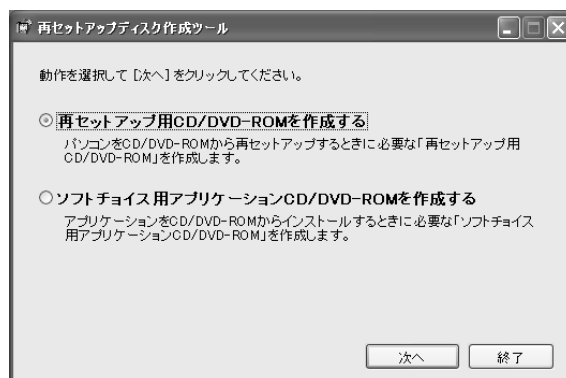 再セットアップディスク作成ツール
動作を選択して [次へ] をクリックしてください。
再セットアップ用CD/DVD-ROMを作成する
パソコンをCD/DVD-ROMから再セットアップするときに必要な「再セットアップ用
CD/DVD-ROM」を作成します。
ソフトチョイス用アプリケーションCD/DVD-ROMを作成する
アプリケーションをCD/DVD-ROMからインストールするときに必要な「ソフトチョイス
用アプリケーションCD/DVD-ROM」を作成します。
次へ
終了